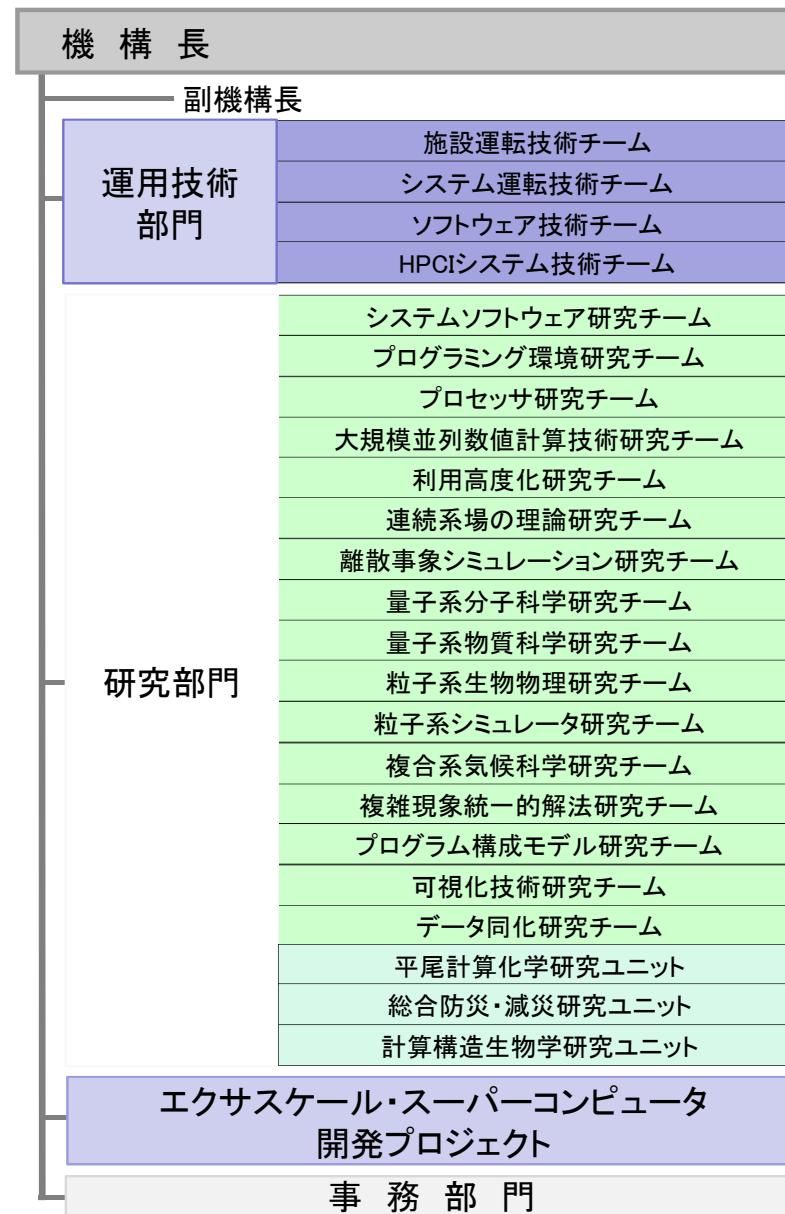 機 構 長
副機構長
運用技術
部門
施設運転技術チーム
システム運転技術チーム
ソフトウェア技術チーム
HPCIシステム技術チーム
研究部門
システムソフトウェア研究チーム
プログラミング環境研究チーム
プロセッサ研究チーム
大規模並列数値計算技術研究チーム
利用高度化研究チーム
連続系場の理論研究チーム
離散事象シミュレーション研究チーム
量子系分子科学研究チーム
量子系物質科学研究チーム
粒子系生物物理研究チーム
粒子系シミュレータ研究チーム
複合系気候科学研究チーム
複雑現象統一的解法研究チーム
プログラム構成モデル研究チーム
可視化技術研究チーム
データ同化研究チーム
平尾計算化学研究ユニット
総合防災・減災研究ユニット
計算構造生物学研究ユニット
エクサスケール・スーパーコンピュータ
開発プロジェクト
事 務 部 門